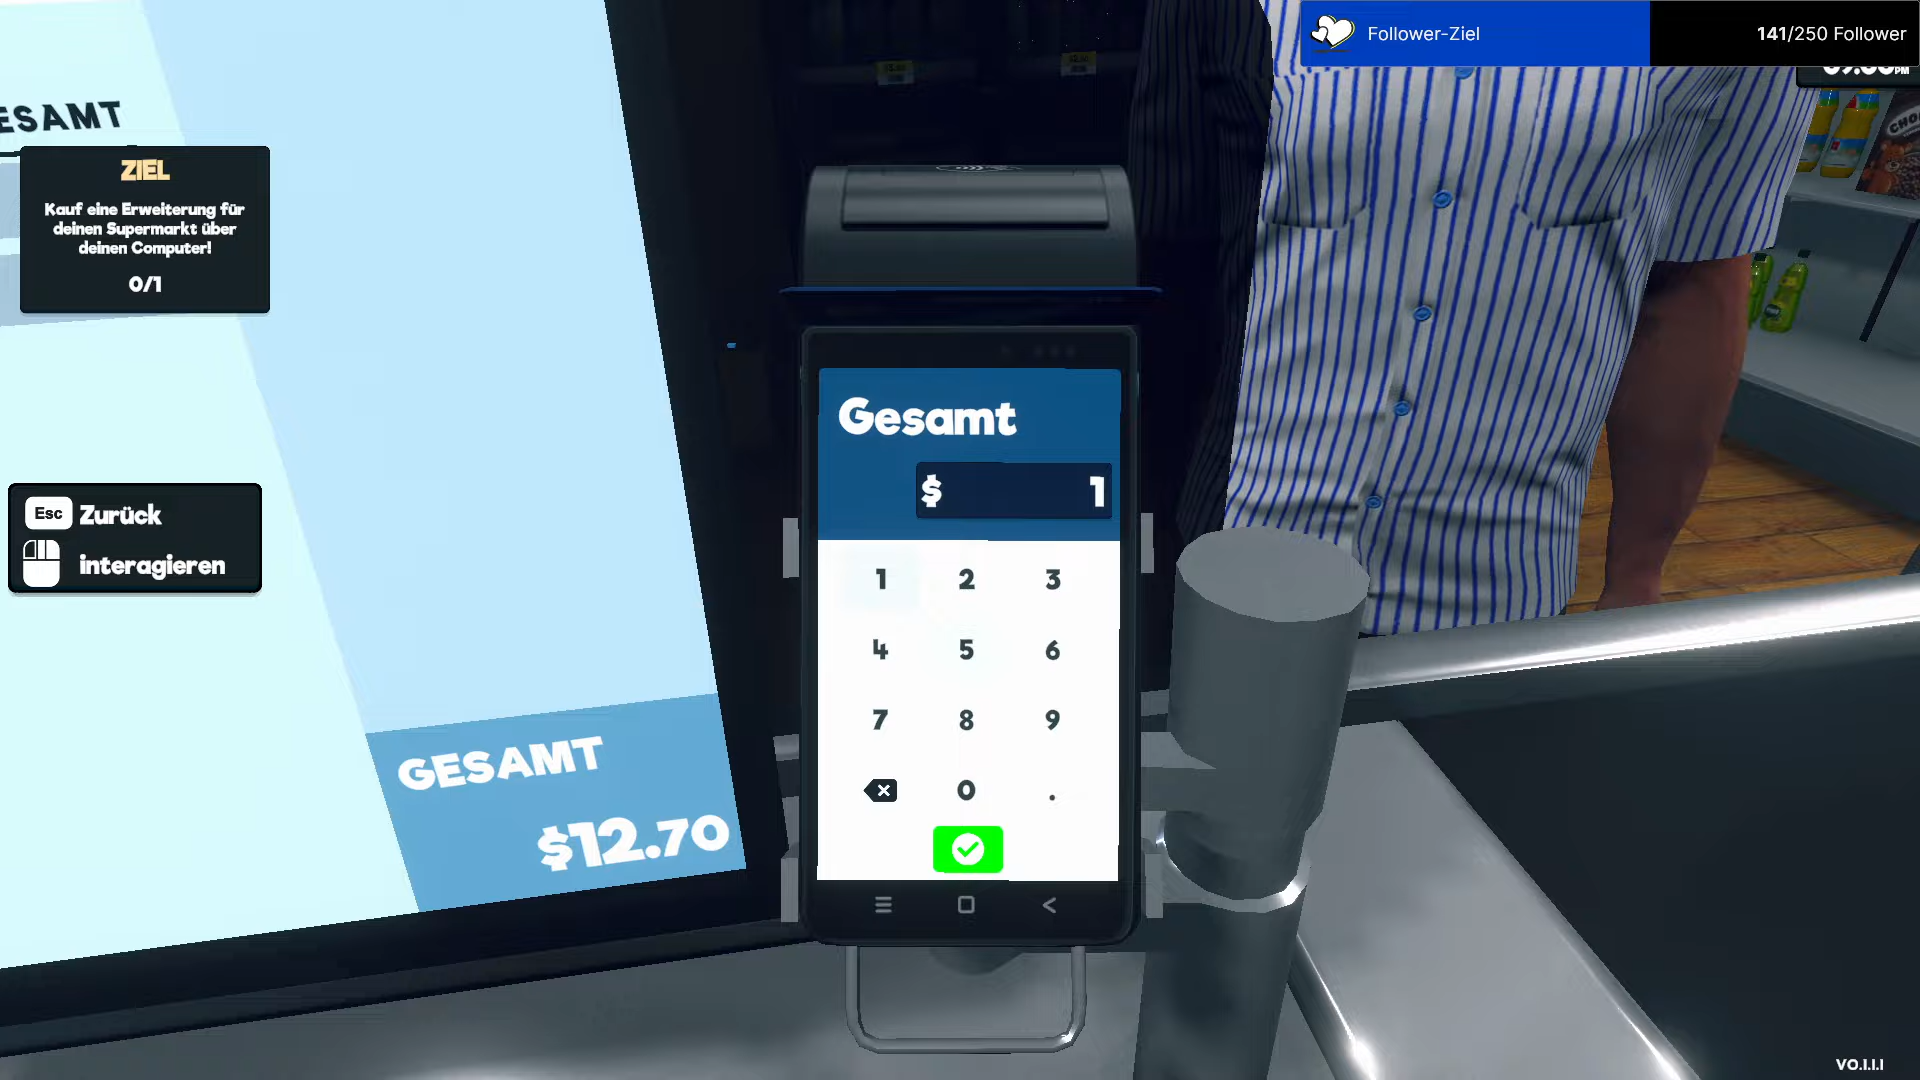 Follower-Ziel
141/250 Follower
ESAMT
ZIEL
Kauf eine Erweiterung für
deinen Supermarkt über
deinen Computer!
0/1
Esc Zurück
interagieren
GESAMT
$12.70
Gesamt
$ 1
1 2 3
4 5 6
7 8 9
0 .
V0.1.1.1